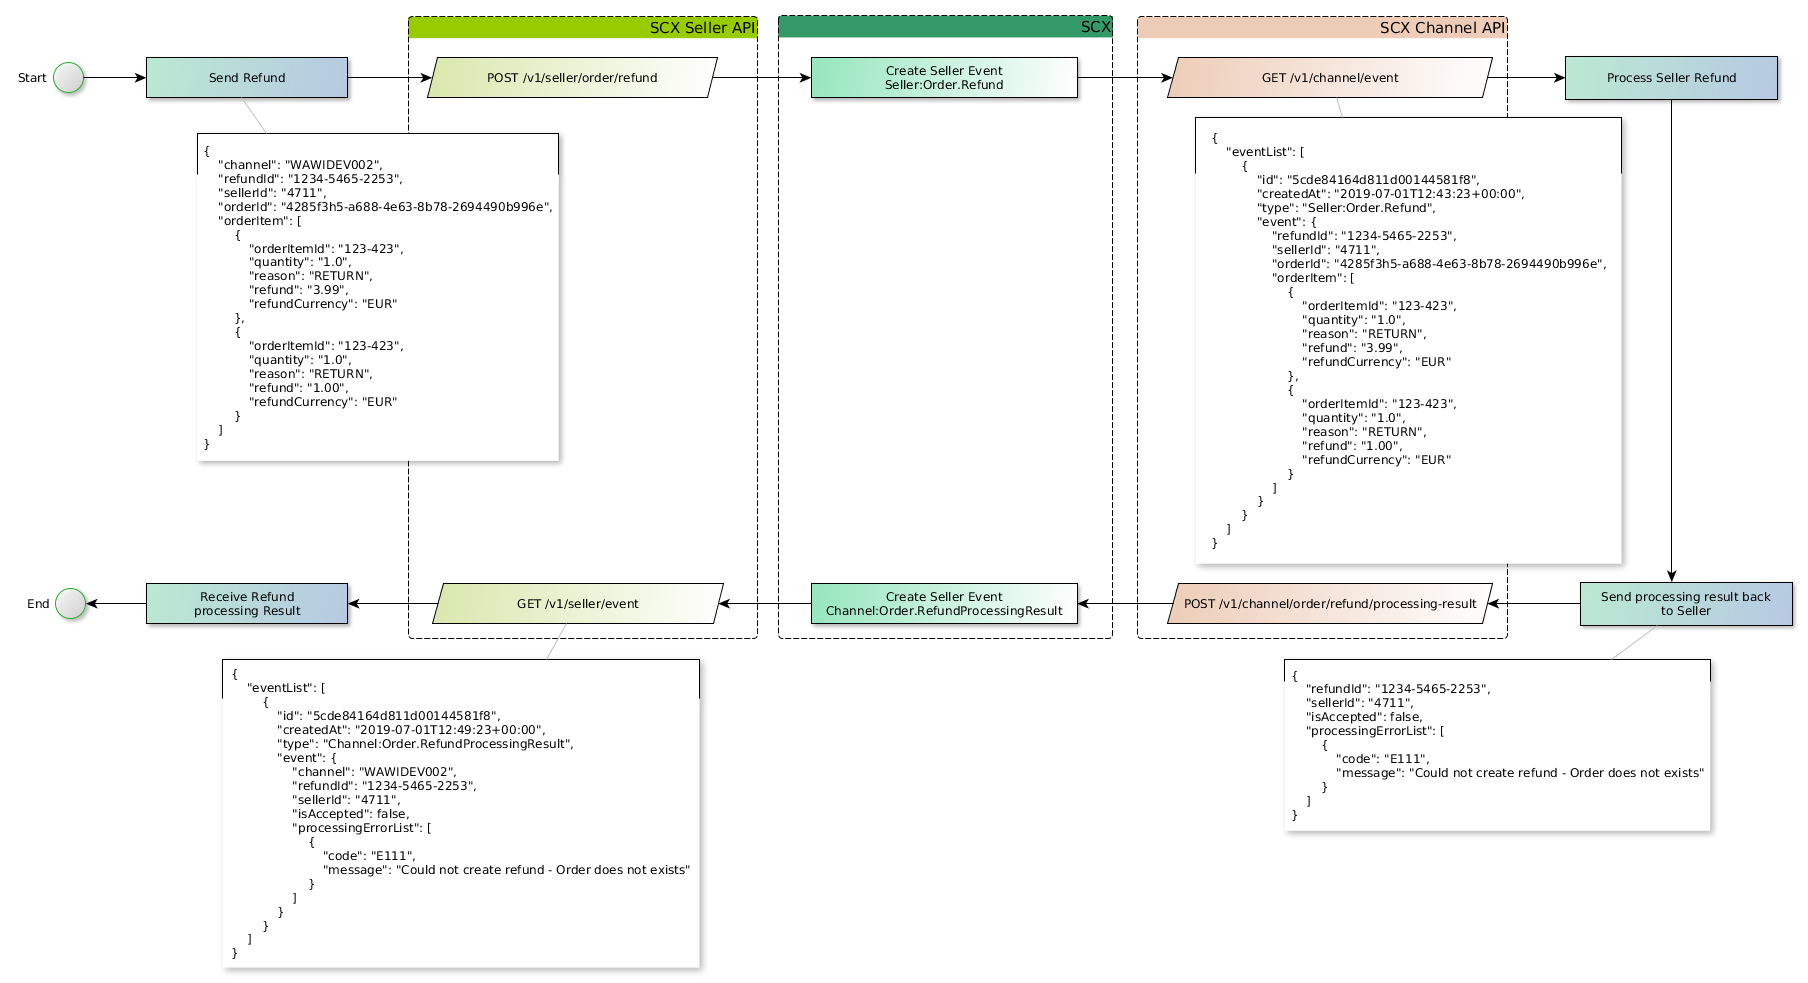 SCX Seller API
SCX
SCX Channel API
Start
Send Refund
POST /v1/seller/order/refund
Create Seller Event
Seller:Order.Refund
GET /v1/channel/event
Process Seller Refund
{
"channel": "WAWIDEV002",
"refundId": "1234-5465-2253",
"sellerId": "4711",
"orderId": "4285f3h5-a688-4e63-8b78-2694490b996e",
"orderItem": [
{
"orderItemId": "123-423",
"quantity": "1.0",
"reason": "RETURN",
"refund": "3.99",
"refundCurrency": "EUR"
},
{
"orderItemId": "123-423",
"quantity": "1.0",
"reason": "RETURN",
"refund": "1.00",
"refundCurrency": "EUR"
}
]
}
{
"eventList": [
{
"id": "5cde84164d811d00144581f8",
"createdAt": "2019-07-01T12:43:23+00:00",
"type": "Seller:Order.Refund",
"event": {
"refundId": "1234-5465-2253",
"sellerId": "4711",
"orderId": "4285f3h5-a688-4e63-8b78-2694490b996e",
"orderItem": [
{
"orderItemId": "123-423",
"quantity": "1.0",
"reason": "RETURN",
"refund": "3.99",
"refundCurrency": "EUR"
},
{
"orderItemId": "123-423",
"quantity": "1.0",
"reason": "RETURN",
"refund": "1.00",
"refundCurrency": "EUR"
}
]
}
}
]
}
End
Receive Refund
processing Result
GET /v1/seller/event
Create Seller Event
Channel:Order.RefundProcessingResult
POST /v1/channel/order/refund/processing-result
Send processing result back
to Seller
{
"eventList": [
{
"id": "5cde84164d811d00144581f8",
"createdAt": "2019-07-01T12:49:23+00:00",
"type": "Channel:Order.RefundProcessingResult",
"event": {
"channel": "WAWIDEV002",
"refundId": "1234-5465-2253",
"sellerId": "4711",
"isAccepted": false,
"processingErrorList": [
{
"code": "E111",
"message": "Could not create refund - Order does not exists"
}
]
}
}
]
}
{
"refundId": "1234-5465-2253",
"sellerId": "4711",
"isAccepted": false,
"processingErrorList": [
{
"code": "E111",
"message": "Could not create refund - Order does not exists"
}
]
}